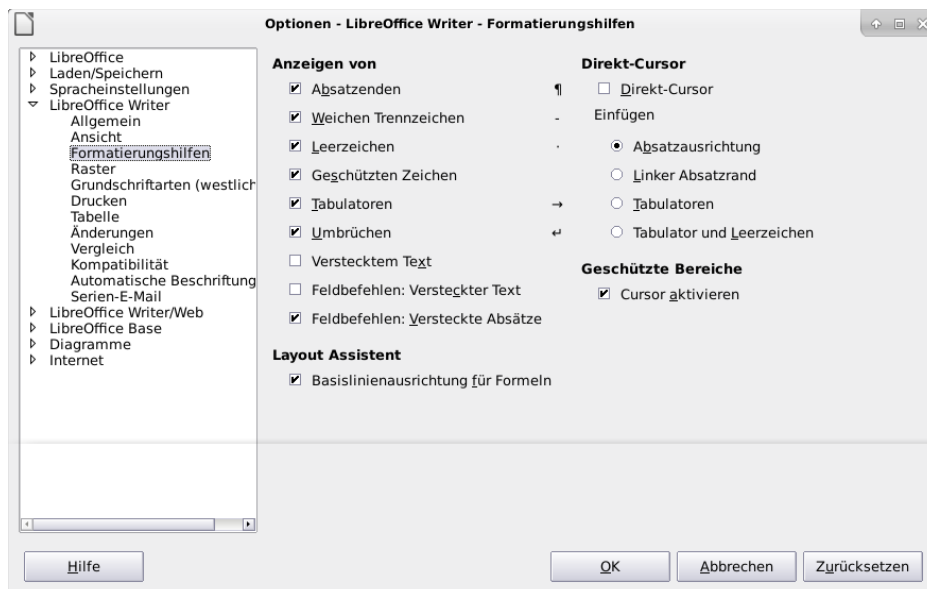 Optionen - LibreOffice Writer - Formatierungshilfen
LibreOffice
Laden/Speichern
Spracheinstellungen
LibreOffice Writer
Allgemein
Ansicht
Formatierungshilfen
Raster
Grundschriftarten (westlich
Drucken
Tabelle
Änderungen
Vergleich
Kompatibilität
Automatische Beschriftung
Serien-E-Mail
LibreOffice Writer/Web
LibreOffice Base
Diagramme
Internet
Anzeigen von
Absatzenden ¶
Weichen Trennzeichen -
Leerzeichen ·
Geschützten Zeichen
Tabulatoren →
Umbrüchen ↵
Verstecktem Text
Feldbefehlen: Versteckter Text
Feldbefehlen: Versteckte Absätze
Layout Assistent
Basislinienausrichtung für Formeln
Direkt-Cursor
Direkt-Cursor
Einfügen
Absatzausrichtung
Linker Absatzrand
Tabulatoren
Tabulator und Leerzeichen
Geschützte Bereiche
Cursor aktivieren
Hilfe
OK
Abbrechen
Zurücksetzen